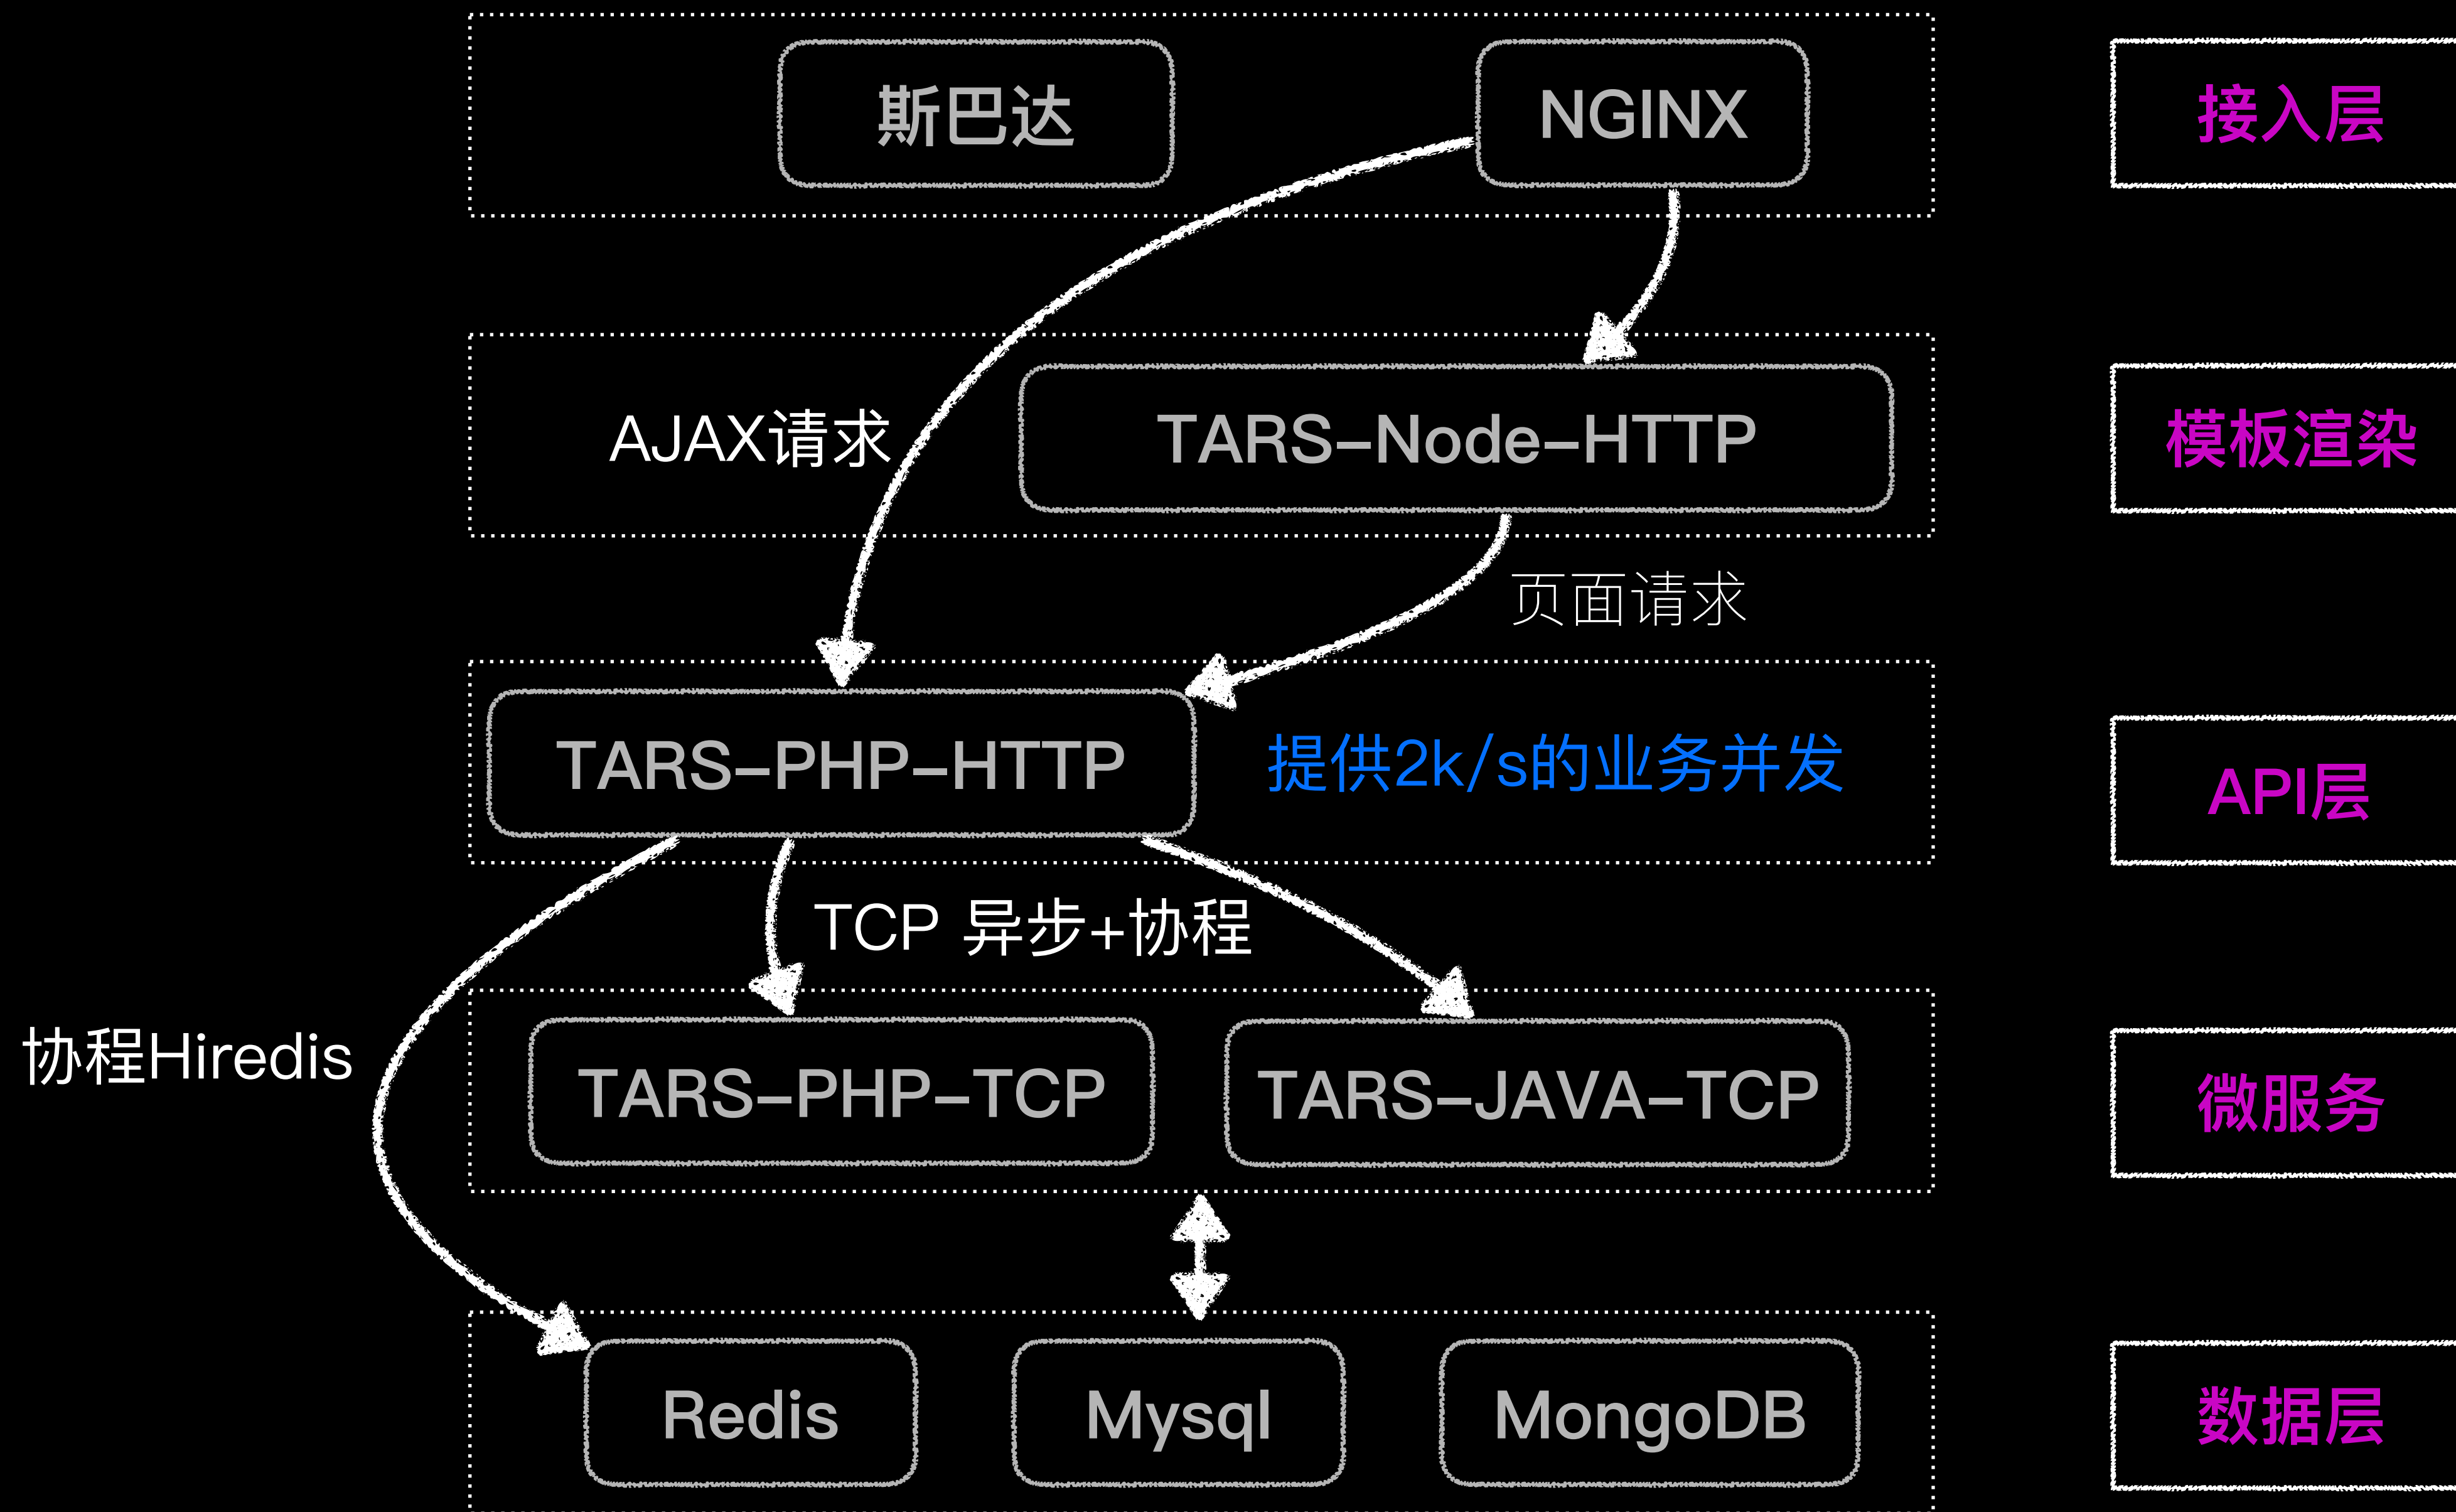 斯巴达
NGINX
接入层
AJAX请求
TARS-Node-HTTP
模板渲染
页面请求
TARS-PHP-HTTP
提供2k/s的业务并发
API层
TCP 异步+协程
协程Hiredis
TARS-PHP-TCP
TARS-JAVA-TCP
微服务
Redis
Mysql
MongoDB
数据层